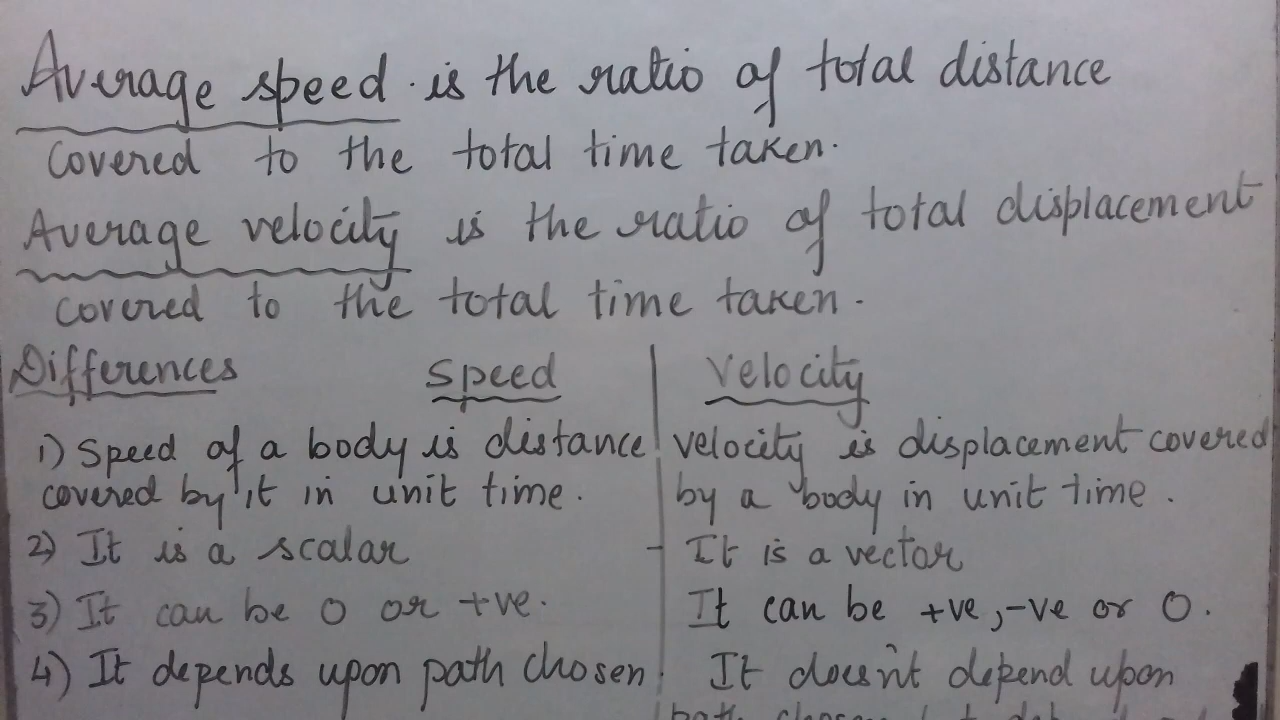 Average speed is the ratio of total distance
covered to the total time taken.
Average velocity is the ratio of total displacement
covered to the total time taken.
Differences Speed Velocity
1) Speed of a body is distance velocity is displacement covered
covered by it in unit time. by a body in unit time.
2) It is a scalar - It is a vector
3) It can be 0 or +ve. It can be +ve, -ve or 0.
4) It depends upon path chosen. It doesn't depend upon
path chosen